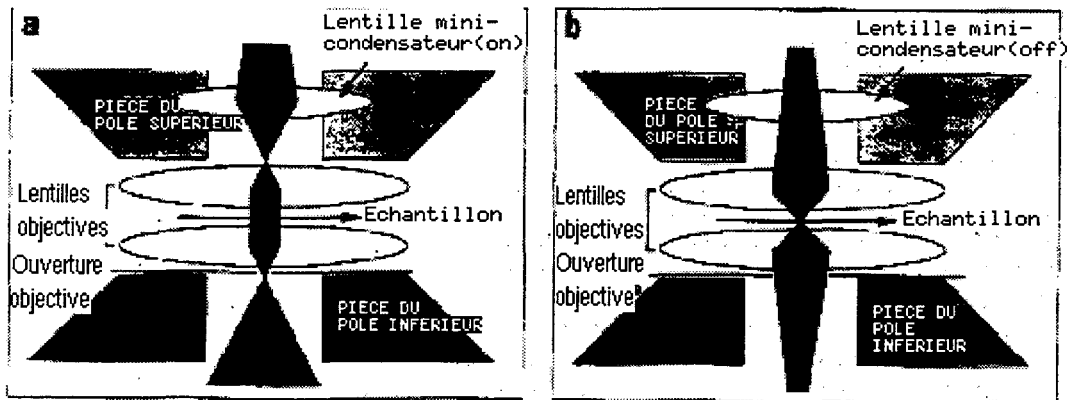 a
Lentille mini-
condensateur(on)
PIECE DU
POLE SUPERIEUR
Lentilles
objectives
Echantillon
Ouverture
objective
PIECE DU
POLE INFERIEUR
b
Lentille mini-
condensateur(off)
PIECE
DU POLE
SUPERIEUR
Lentilles
objectives
Echantillon
Ouverture
objective
PIECE DU
POLE
INFERIEUR